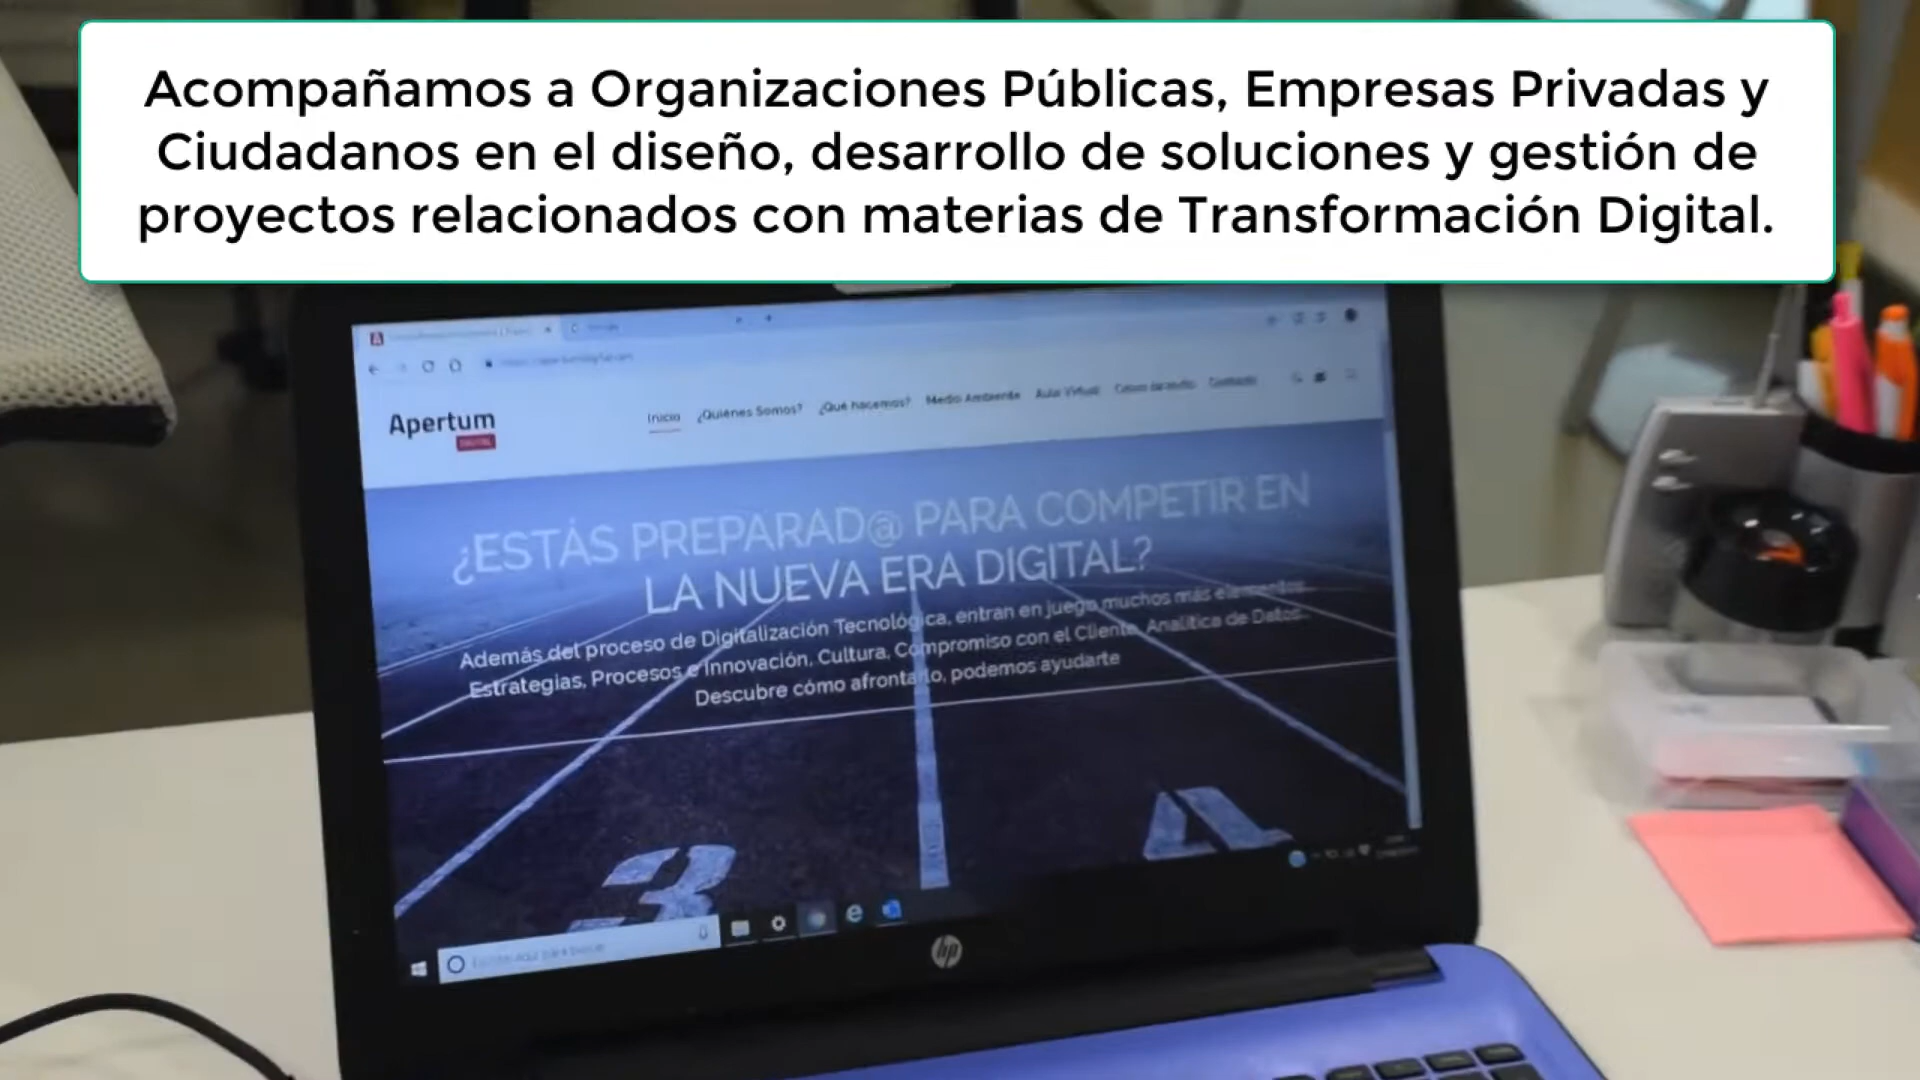 Acompañamos a Organizaciones Públicas, Empresas Privadas y
Ciudadanos en el diseño, desarrollo de soluciones y gestión de
proyectos relacionados con materias de Transformación Digital.
Apertum
DIGITAL
Inicio ¿Quiénes Somos? ¿Qué hacemos? Medio Ambiente Aula Virtual Contacto
¿ESTÁS PREPARAD@ PARA COMPETIR EN
LA NUEVA ERA DIGITAL?
Además del proceso de Digitalización Tecnológica, entran en juego muchos más elementos...
Estrategias, Procesos e Innovación, Cultura, Compromiso con el Cliente, Analítica de Datos...
Descubre cómo afrontarlo, podemos ayudarte
3 4
hp